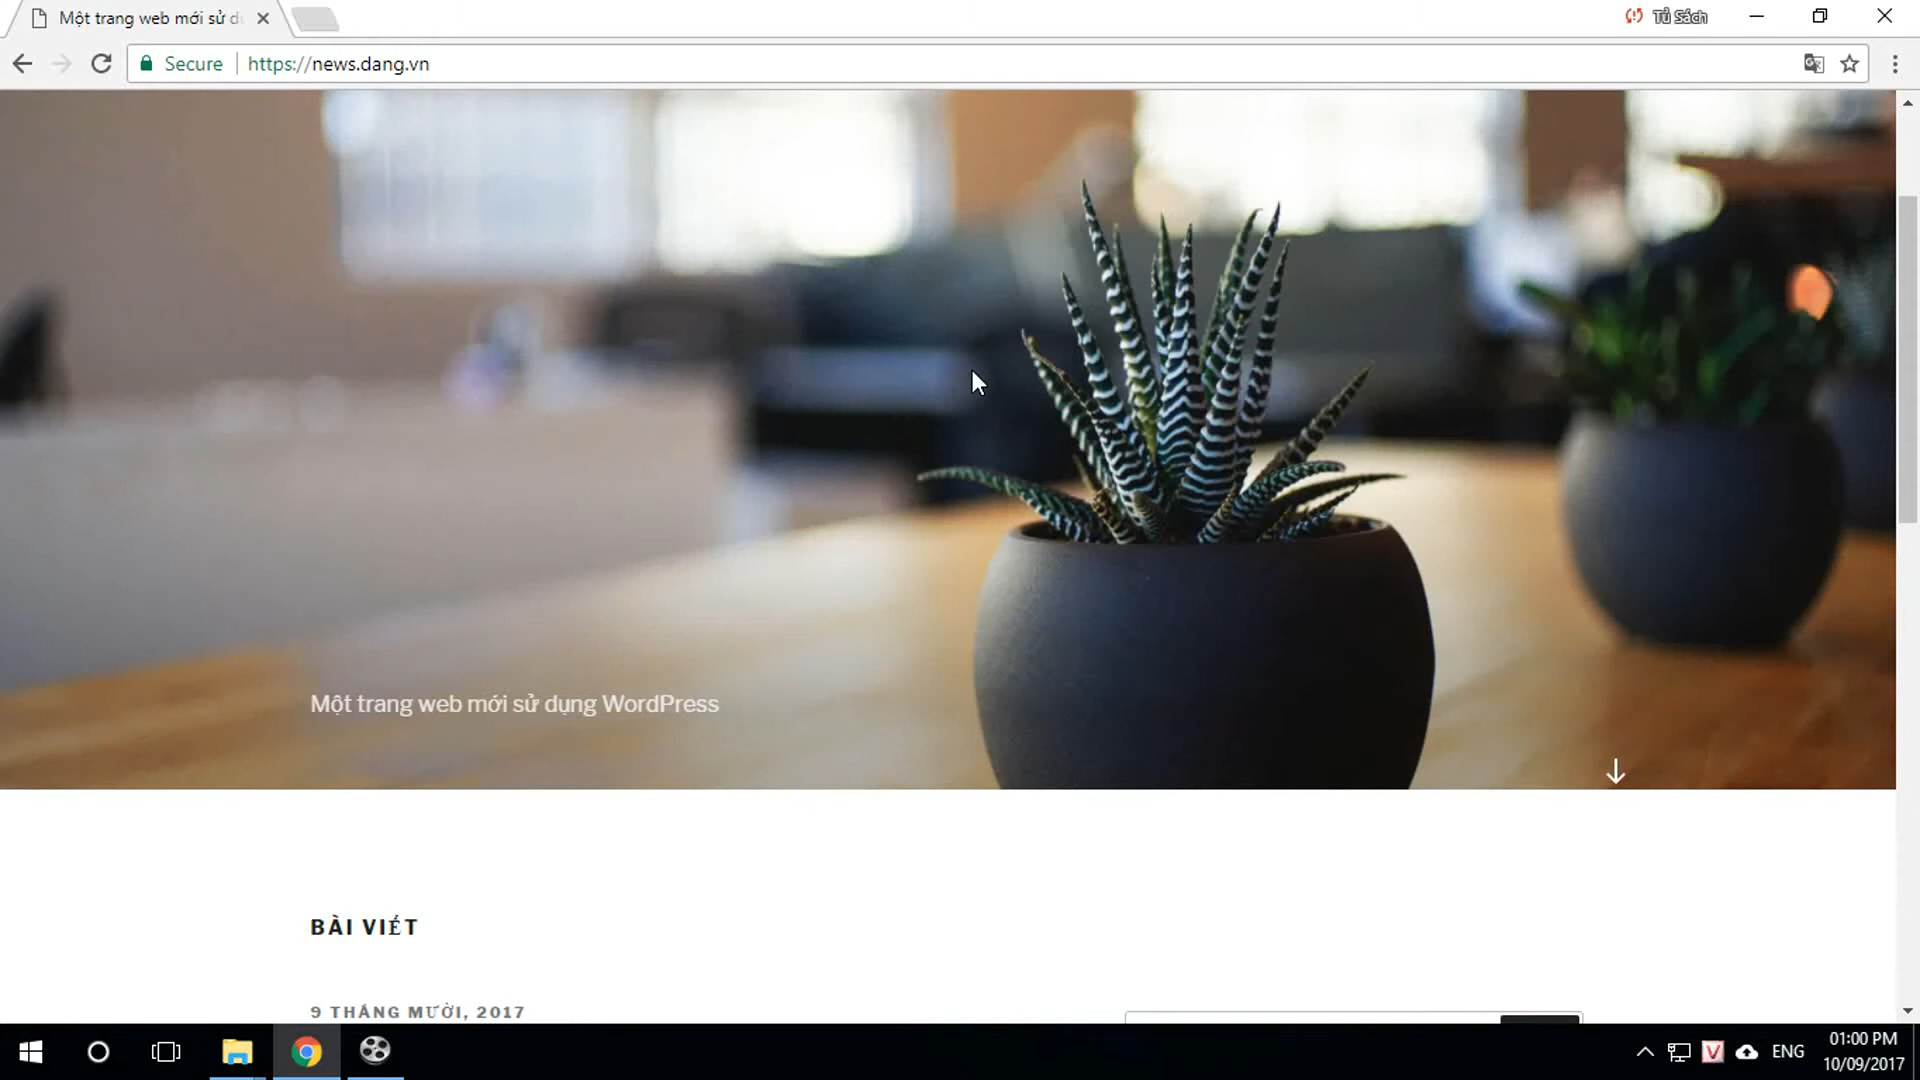 Một trang web mới sử dụ
Tủ Sách
Secure
https://news.dang.vn
Một trang web mới sử dụng WordPress
BÀI VIẾT
9 THÁNG MƯỜI, 2017
V
ENG
01:00 PM
10/09/2017